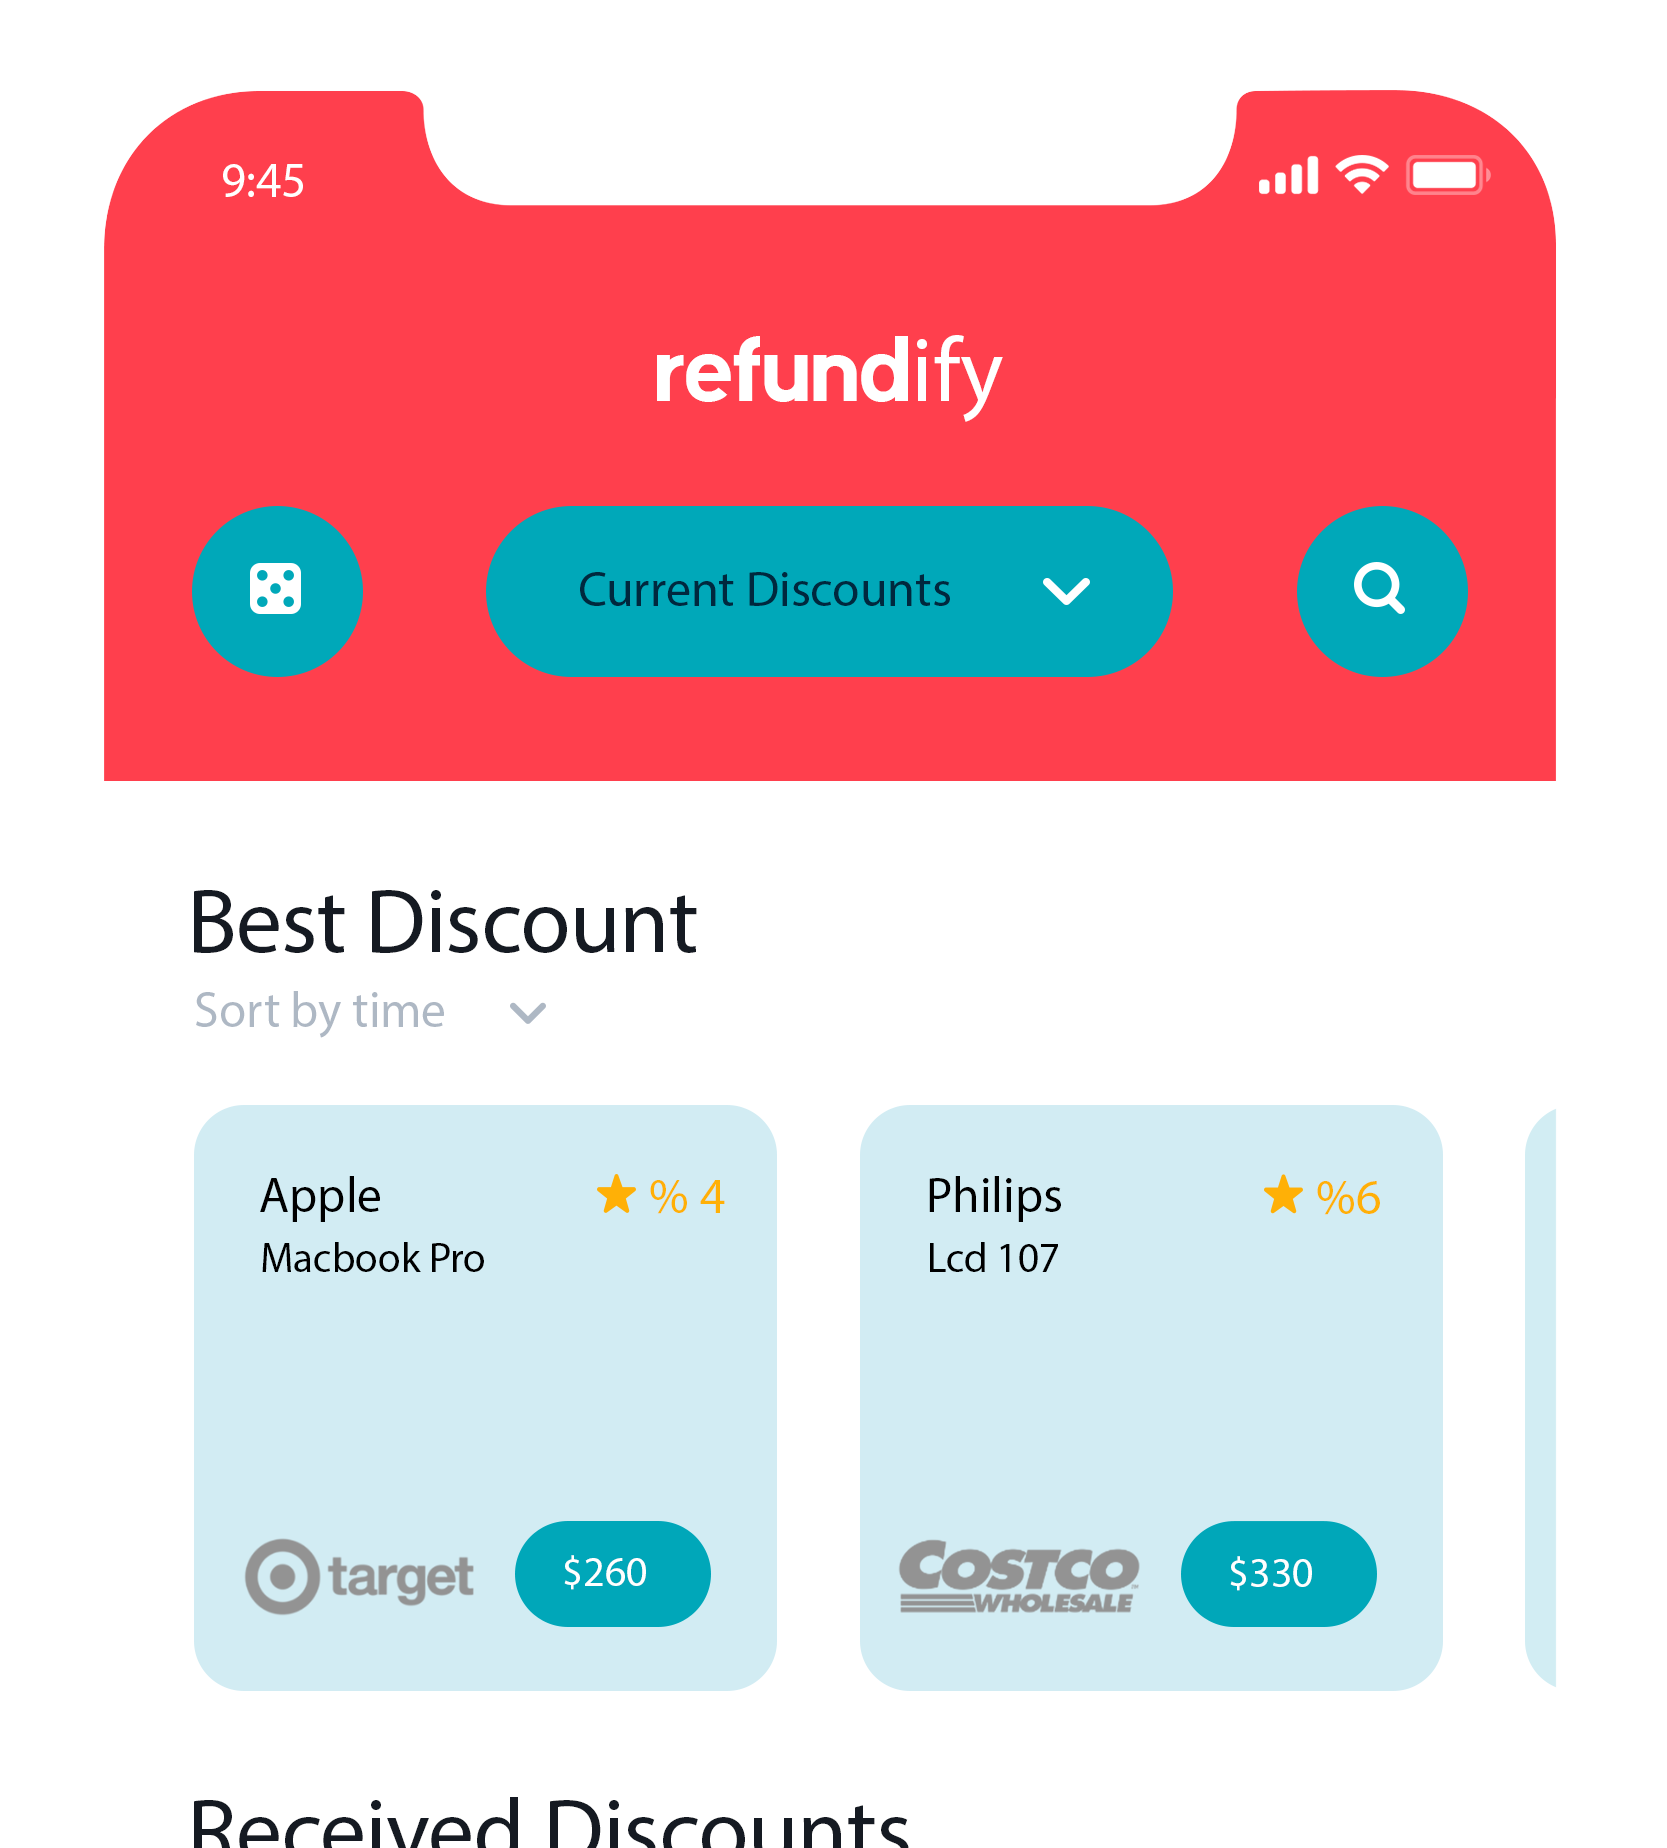 9:45
refundify
Current Discounts
Best Discount
Sort by time
Apple
% 4
Macbook Pro
Philips
%6
Lcd 107
target
$260
COSTCO
WHOLESALE
$330
Received Discounts